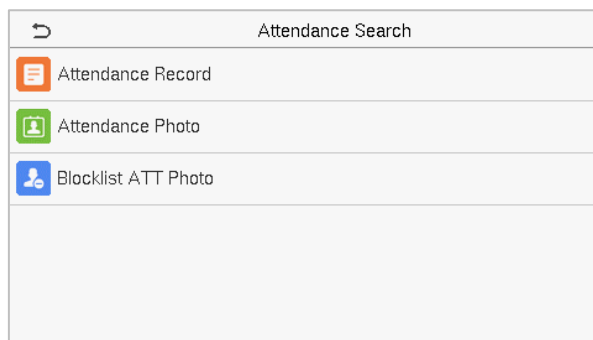 Attendance Search
Attendance Record
Attendance Photo
Blocklist ATT Photo